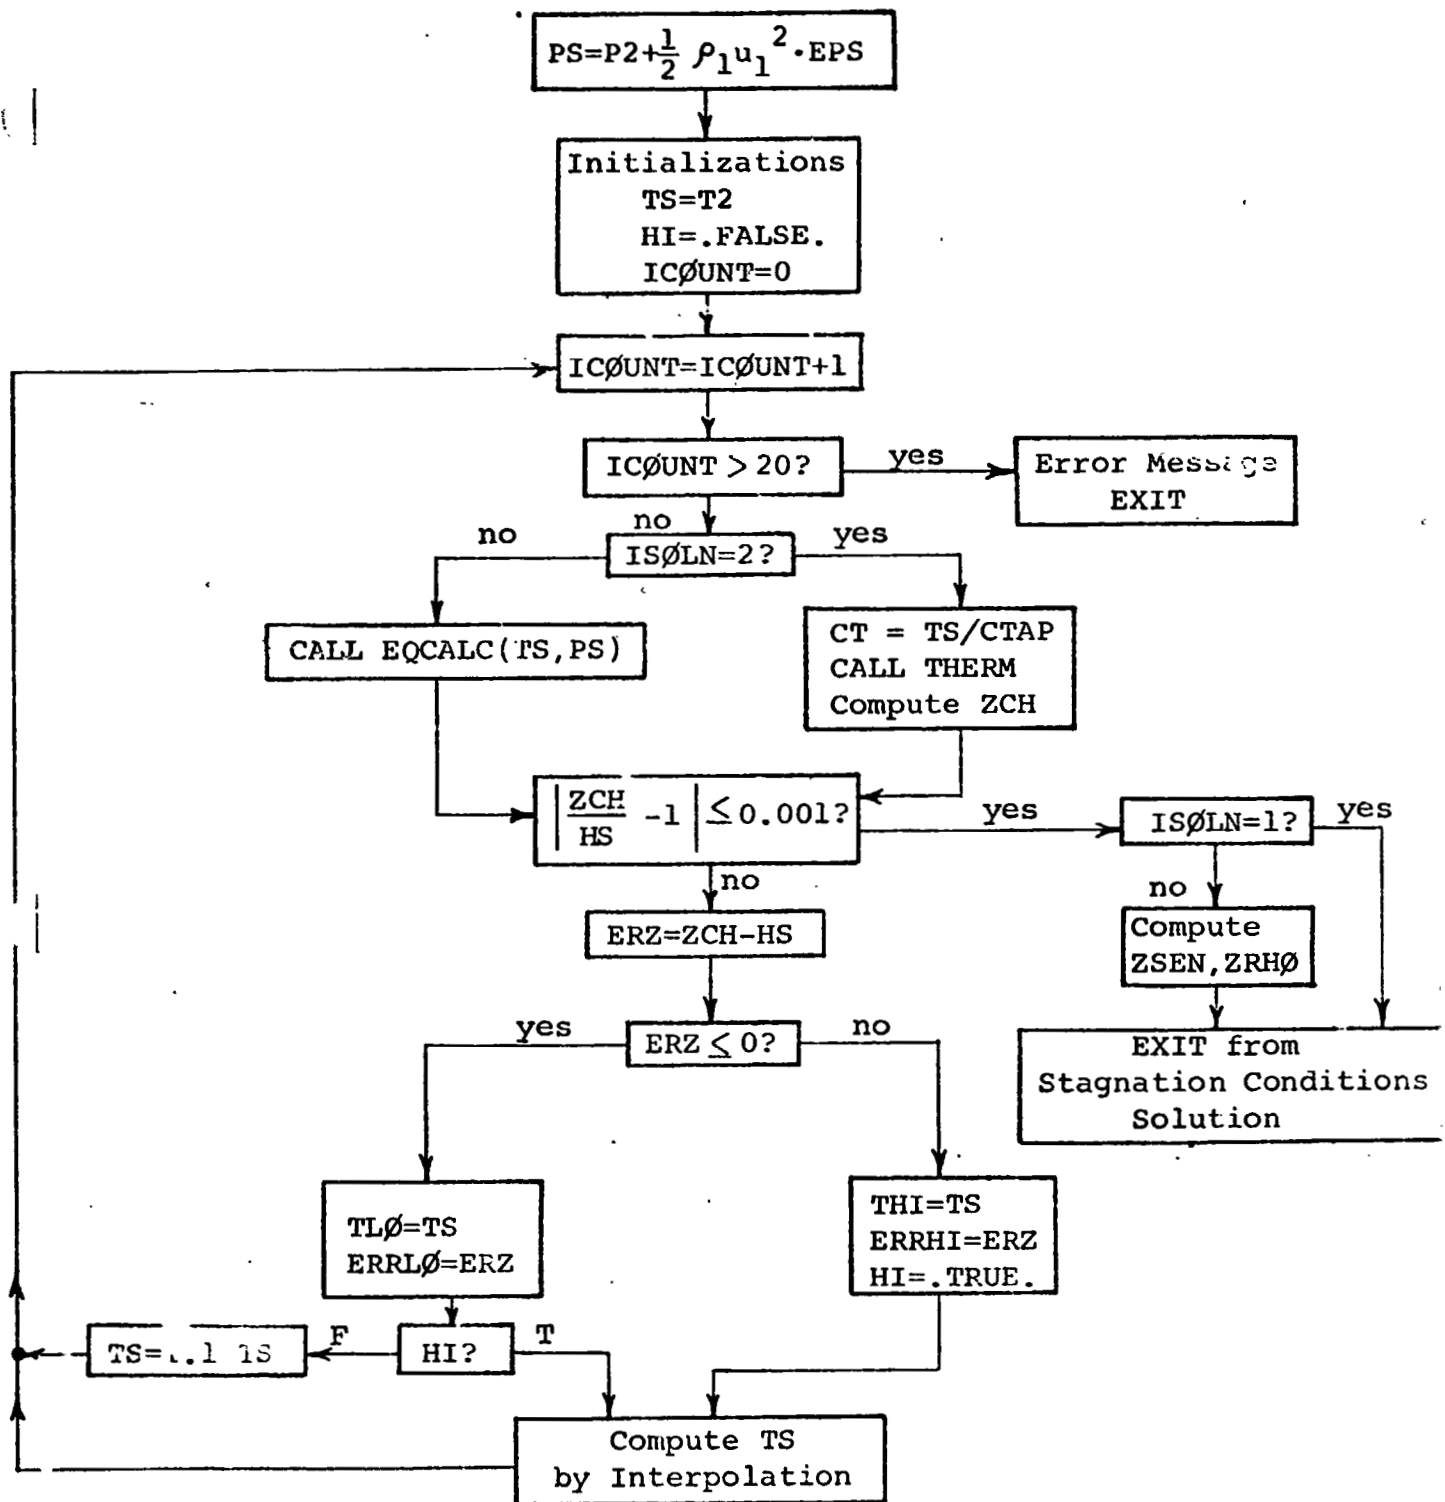 PS=P2+½ ρ₁u₁²·EPS
Initializations
TS=T2
HI=.FALSE.
ICØUNT=0
ICØUNT=ICØUNT+1
ICØUNT > 20?
yes
Error Message
EXIT
no
no
ISØLN=2?
yes
CALL EQCALC(TS,PS)
CT = TS/CTAP
CALL THERM
Compute ZCH
|ZCH/HS -1| ≤ 0.001?
yes
ISØLN=1?
yes
no
no
ERZ=ZCH-HS
Compute
ZSEN,ZRHØ
yes
ERZ ≤ 0?
no
EXIT from
Stagnation Conditions
Solution
TLØ=TS
ERRLØ=ERZ
THI=TS
ERRHI=ERZ
HI=.TRUE.
F
HI?
T
Compute TS
by Interpolation